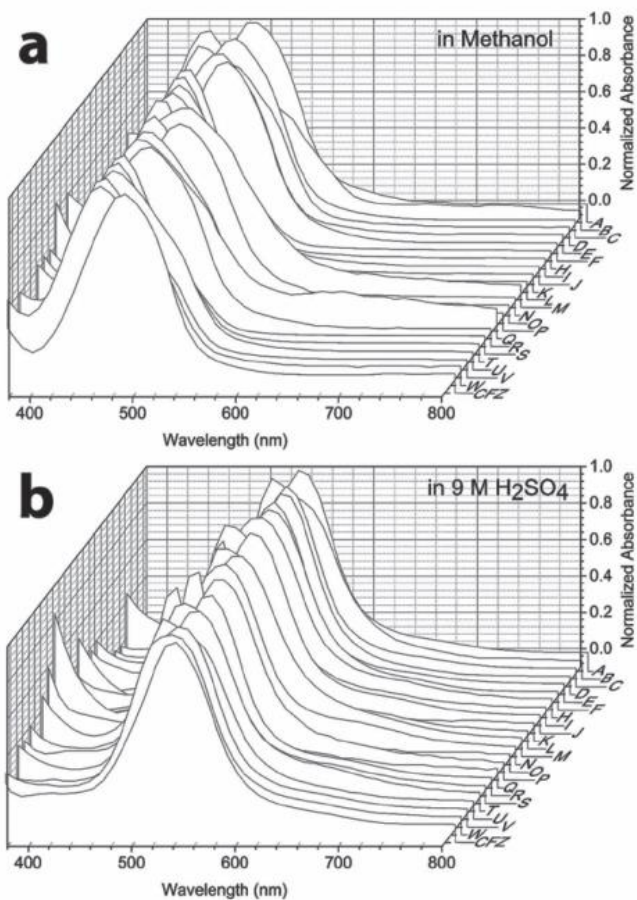 a
in Methanol
1.0
0.8
0.6
0.4
0.2
0.0
Normalized Absorbance
A B C
D E F
H I J
K L M
N O P
Q R S
T U V
W CFZ
400 500 600 700 800
Wavelength (nm)
b
in 9 M H₂SO₄
1.0
0.8
0.6
0.4
0.2
0.0
Normalized Absorbance
A B C
D E F
H I J
K L M
N O P
Q R S
T U V
W CFZ
400 500 600 700 800
Wavelength (nm)